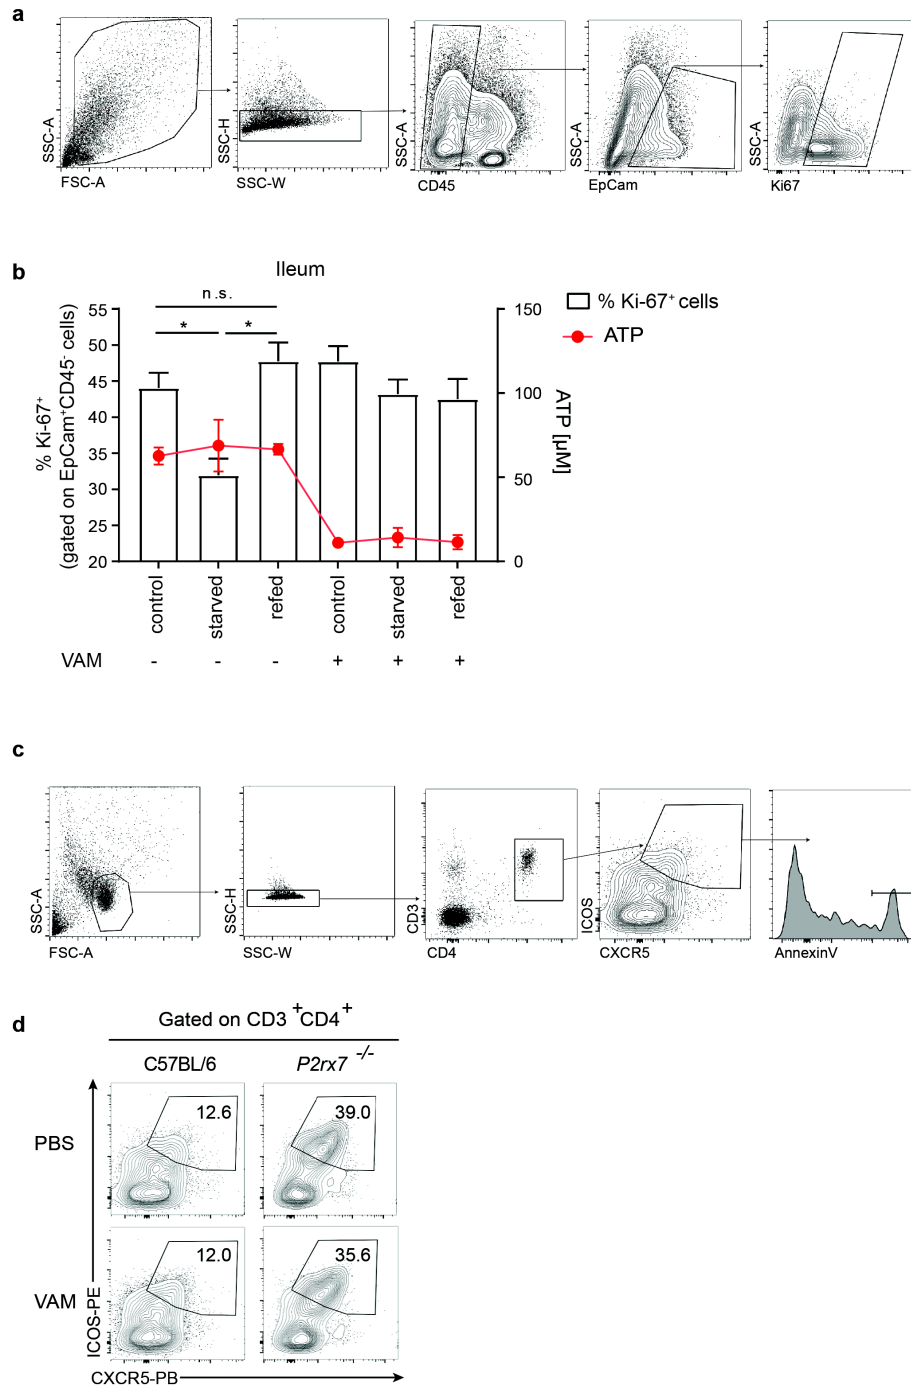 a
SSC-A
FSC-A
SSC-H
SSC-W
SSC-A
CD45
SSC-A
EpCam
SSC-A
Ki67
b
Ileum
% Ki-67+
(gated on EpCam+CD45- cells)
55
50
45
40
35
30
25
20
n.s.
*
*
150
100
50
0
ATP [µM]
% Ki-67+ cells
ATP
control
starved
refed
control
starved
refed
VAM - - - + + +
c
SSC-A
FSC-A
SSC-H
SSC-W
CD3
CD4
ICOS
CXCR5
AnnexinV
d
Gated on CD3+CD4+
C57BL/6 P2rx7-/-
PBS
12.6
39.0
VAM
12.0
35.6
ICOS-PE
CXCR5-PB